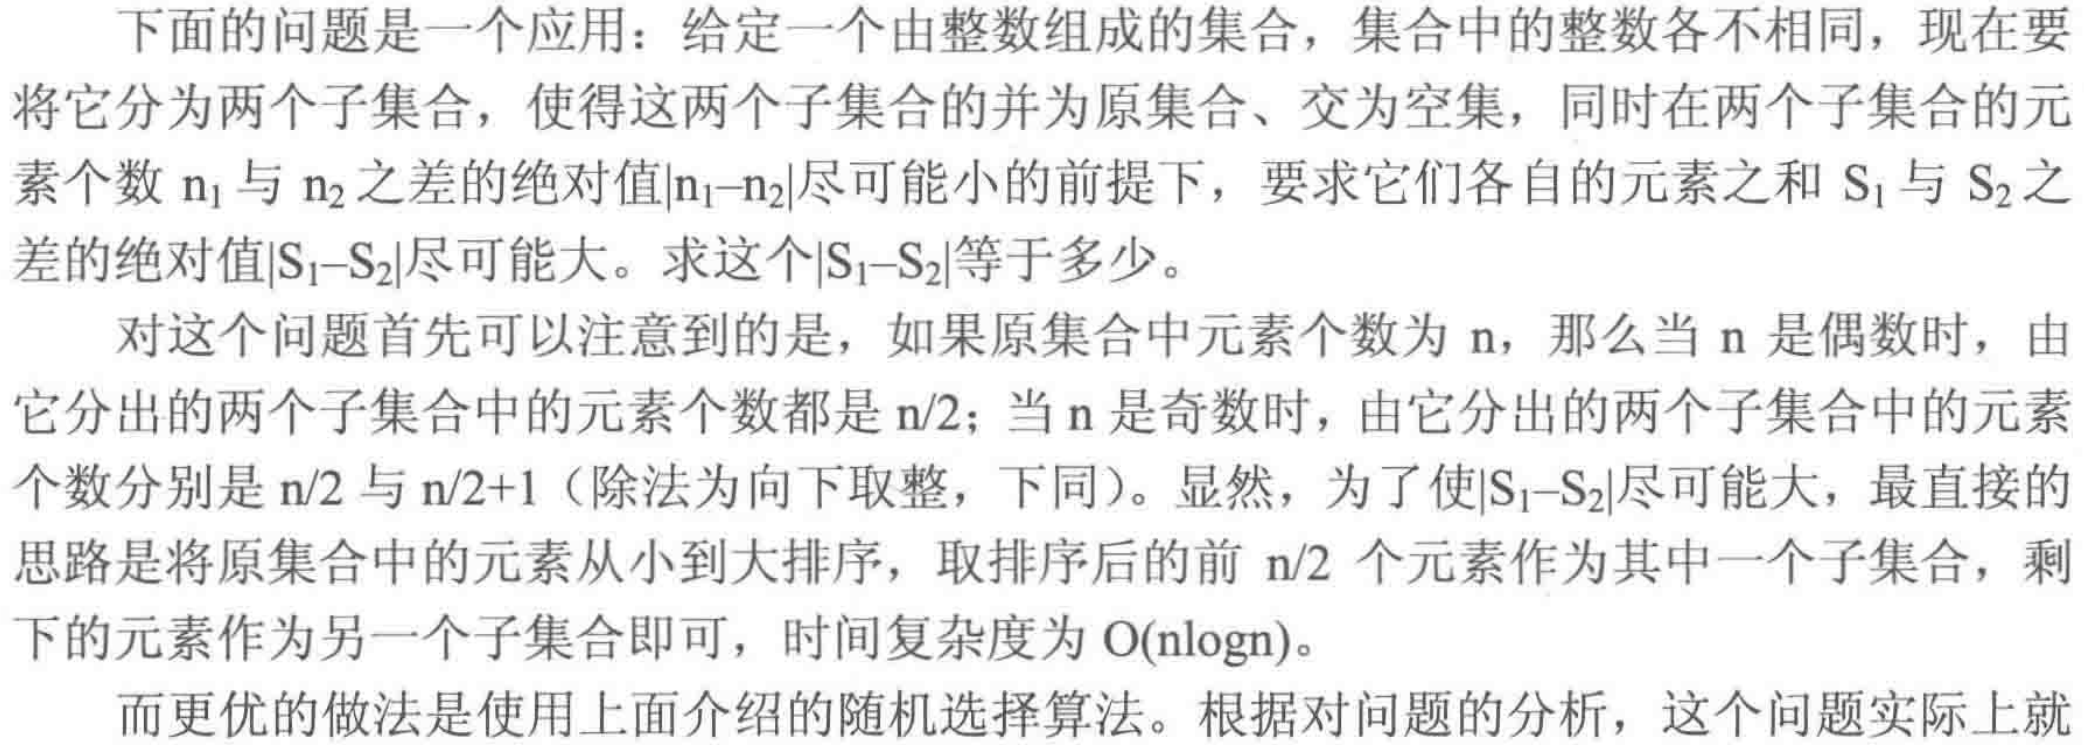 下面的问题是一个应用：给定一个由整数组成的集合，集合中的整数各不相同，现在要
将它分为两个子集合，使得这两个子集合的并为原集合、交为空集，同时在两个子集合的元
素个数 n₁ 与 n₂ 之差的绝对值|n₁–n₂|尽可能小的前提下，要求它们各自的元素之和 S₁ 与 S₂ 之
差的绝对值|S₁–S₂|尽可能大。求这个|S₁–S₂|等于多少。
对这个问题首先可以注意到的是，如果原集合中元素个数为 n，那么当 n 是偶数时，由
它分出的两个子集合中的元素个数都是 n/2；当 n 是奇数时，由它分出的两个子集合中的元素
个数分别是 n/2 与 n/2+1（除法为向下取整，下同）。显然，为了使|S₁–S₂|尽可能大，最直接的
思路是将原集合中的元素从小到大排序，取排序后的前 n/2 个元素作为其中一个子集合，剩
下的元素作为另一个子集合即可，时间复杂度为 O(nlogn)。
而更优的做法是使用上面介绍的随机选择算法。根据对问题的分析，这个问题实际上就